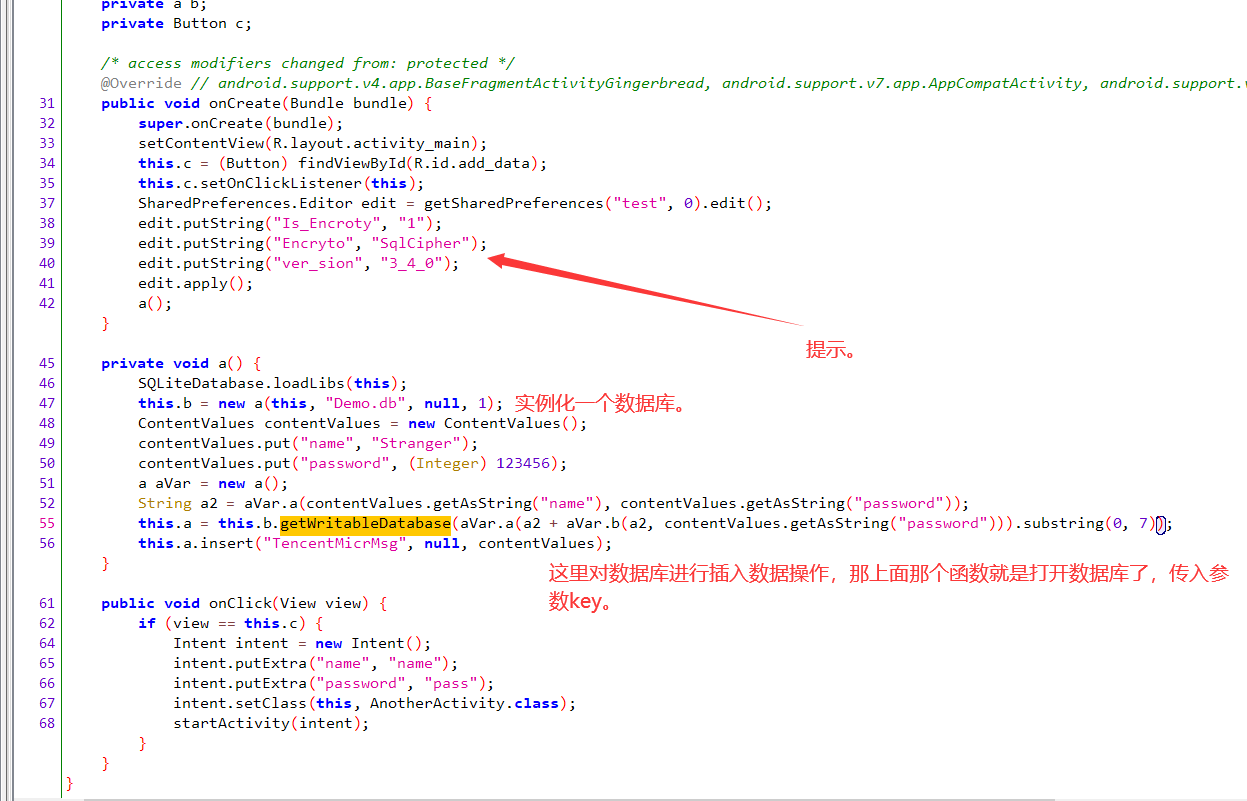 private a b;
private Button c;
/* access modifiers changed from: protected */
@Override // android.support.v4.app.BaseFragmentActivityGingerbread, android.support.v7.app.AppCompatActivity, android.support.v
31 public void onCreate(Bundle bundle) {
32 super.onCreate(bundle);
33 setContentView(R.layout.activity_main);
34 this.c = (Button) findViewById(R.id.add_data);
35 this.c.setOnClickListener(this);
37 SharedPreferences.Editor edit = getSharedPreferences("test", 0).edit();
38 edit.putString("Is_Encroty", "1");
39 edit.putString("Encryto", "SqlCipher");
40 edit.putString("ver_sion", "3_4_0");
41 edit.apply();
42 a();
}
提示。
45 private void a() {
46 SQLiteDatabase.loadLibs(this);
47 this.b = new a(this, "Demo.db", null, 1); 实例化一个数据库。
48 ContentValues contentValues = new ContentValues();
49 contentValues.put("name", "Stranger");
50 contentValues.put("password", (Integer) 123456);
51 a aVar = new a();
52 String a2 = aVar.a(contentValues.getAsString("name"), contentValues.getAsString("password"));
55 this.a = this.b.getWritableDatabase(aVar.a(a2 + aVar.b(a2, contentValues.getAsString("password"))).substring(0, 7));
56 this.a.insert("TencentMicrMsg", null, contentValues);
}
这里对数据库进行插入数据操作，那上面那个函数就是打开数据库了，传入参
数key。
61 public void onClick(View view) {
62 if (view == this.c) {
63 Intent intent = new Intent();
64 intent.putExtra("name", "name");
65 intent.putExtra("password", "pass");
66 intent.setClass(this, AnotherActivity.class);
67 startActivity(intent);
68 }
}
}